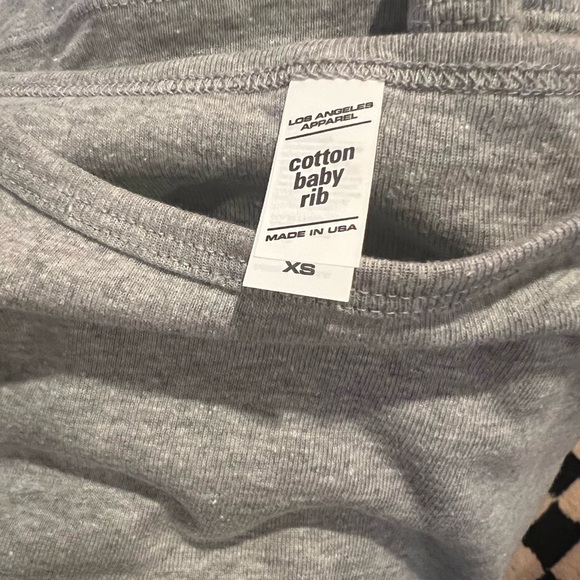 LOS ANGELES
APPAREL
cotton
baby
rib
MADE IN USA
XS